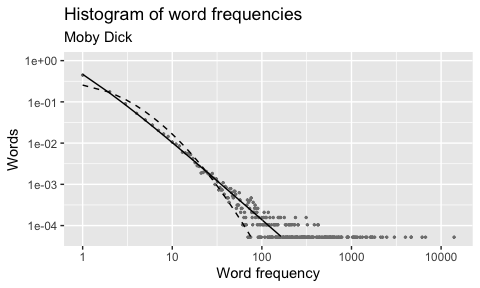 Histogram of word frequencies
Moby Dick
1e+00
1e-01
1e-02
1e-03
1e-04
Words
1 10 100 1000 10000
Word frequency